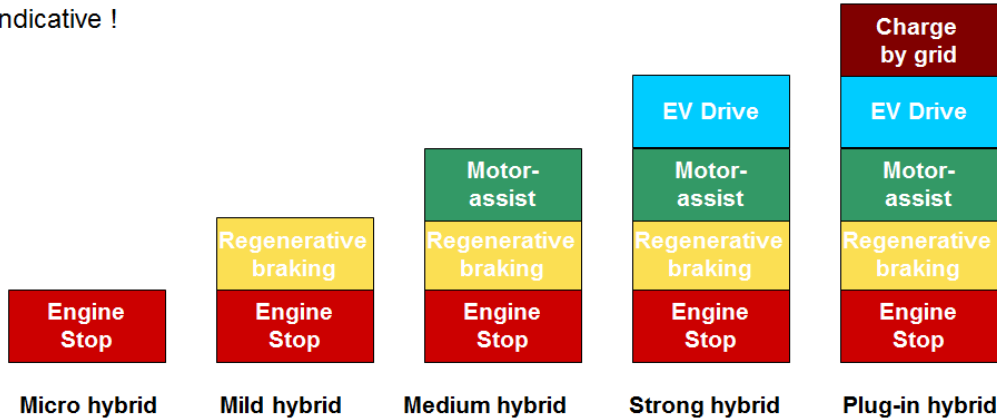 ndicative !
Charge
by grid
EV Drive
EV Drive
Motor-
assist
Motor-
assist
Motor-
assist
Regenerative
braking
Regenerative
braking
Regenerative
braking
Regenerative
braking
Engine
Stop
Engine
Stop
Engine
Stop
Engine
Stop
Engine
Stop
Micro hybrid
Mild hybrid
Medium hybrid
Strong hybrid
Plug-in hybrid